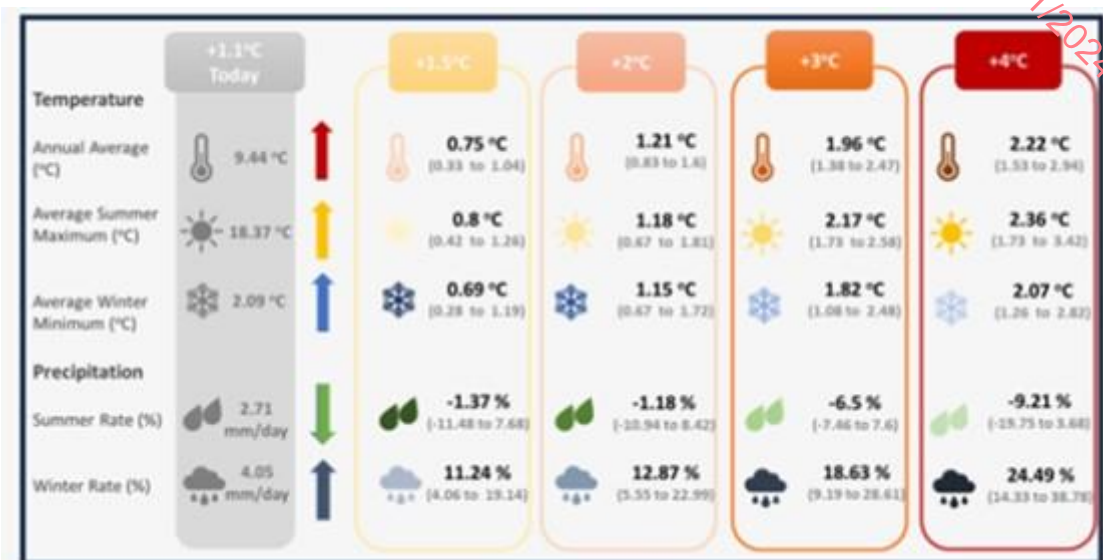 1/2024
+1.1°C
Today
+1.5°C
+2°C
+3°C
+4°C
Temperature
Annual Average
(°C)
9.44 °C
0.75 °C
(0.33 to 1.04)
1.21 °C
(0.83 to 1.6)
1.96 °C
(1.38 to 2.47)
2.22 °C
(1.53 to 2.94)
Average Summer
Maximum (°C)
18.37 °C
0.8 °C
(0.42 to 1.26)
1.18 °C
(0.67 to 1.81)
2.17 °C
(1.73 to 2.58)
2.36 °C
(1.73 to 3.42)
Average Winter
Minimum (°C)
2.09 °C
0.69 °C
(0.28 to 1.19)
1.15 °C
(0.67 to 1.72)
1.82 °C
(1.08 to 2.48)
2.07 °C
(1.26 to 2.82)
Precipitation
Summer Rate (%)
2.71
mm/day
-1.37 %
(-11.48 to 7.68)
-1.18 %
(-10.94 to 8.42)
-6.5 %
(-7.46 to 7.6)
-9.21 %
(-19.75 to 3.68)
Winter Rate (%)
4.05
mm/day
11.24 %
(4.06 to 19.14)
12.87 %
(5.55 to 22.99)
18.63 %
(9.19 to 28.61)
24.49 %
(14.33 to 38.78)